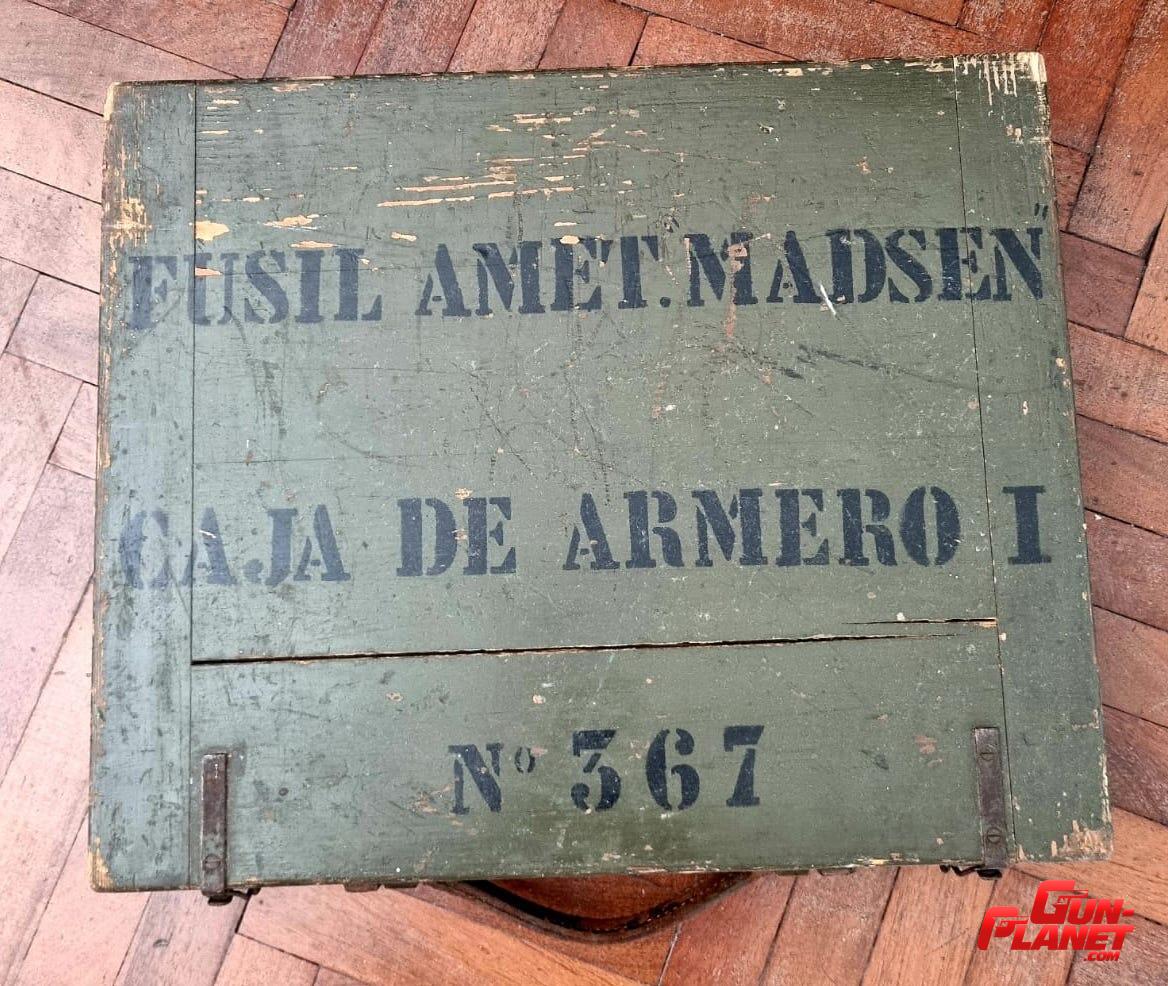 FUSIL AMET. "MADSEN"
CAJA DE ARMERO I
Nº 367
GUN-
PLANET
.COM